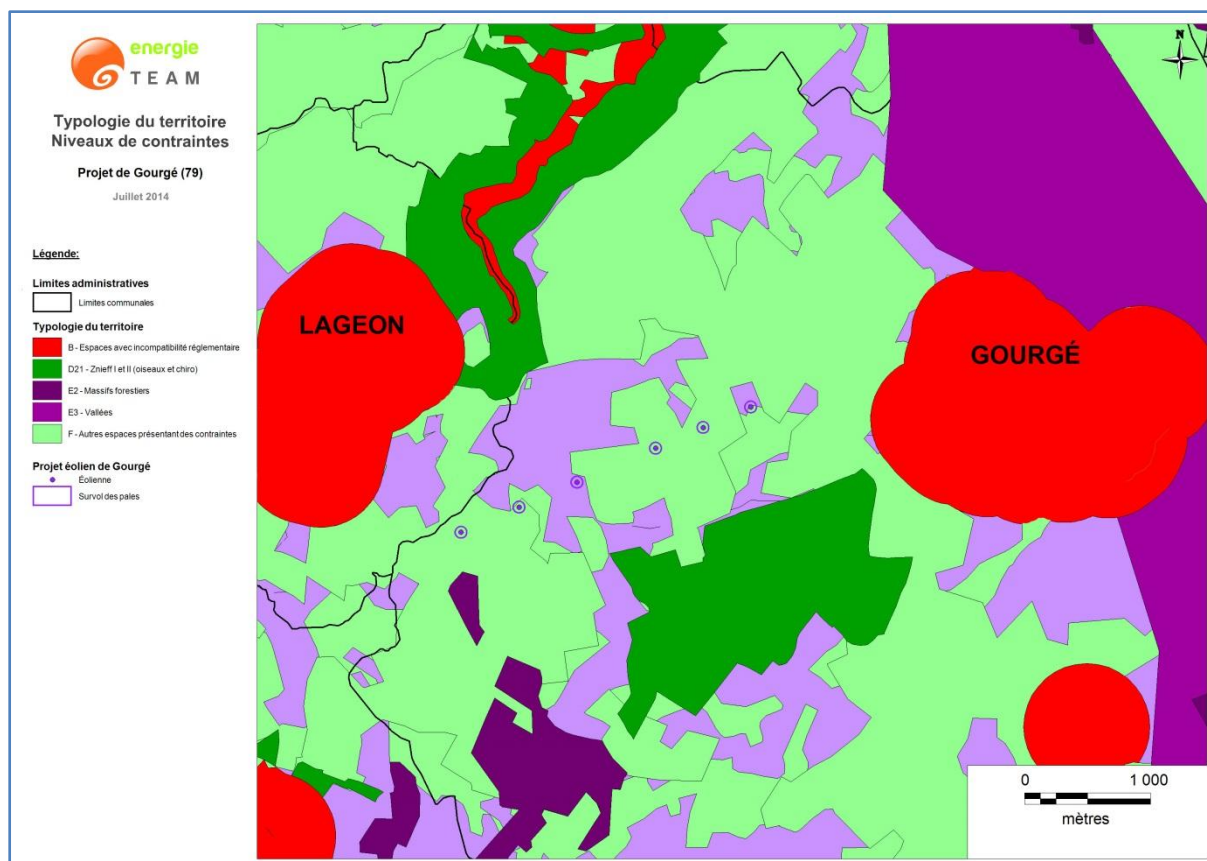 energie
TEAM
Typologie du territoire
Niveaux de contraintes
Projet de Gourgé (79)
Juillet 2014
Légende:
Limites administratives
Limites communales
Typologie du territoire
B - Espaces avec incompatibilité réglementaire
D21 - Znieff I et II (oiseaux et chiro)
E2 - Massifs forestiers
E3 - Vallées
F - Autres espaces présentant des contraintes
Projet éolien de Gourgé
Éolienne
Survol des pales
LAGEON
GOURGÉ
N
0 1 000
mètres